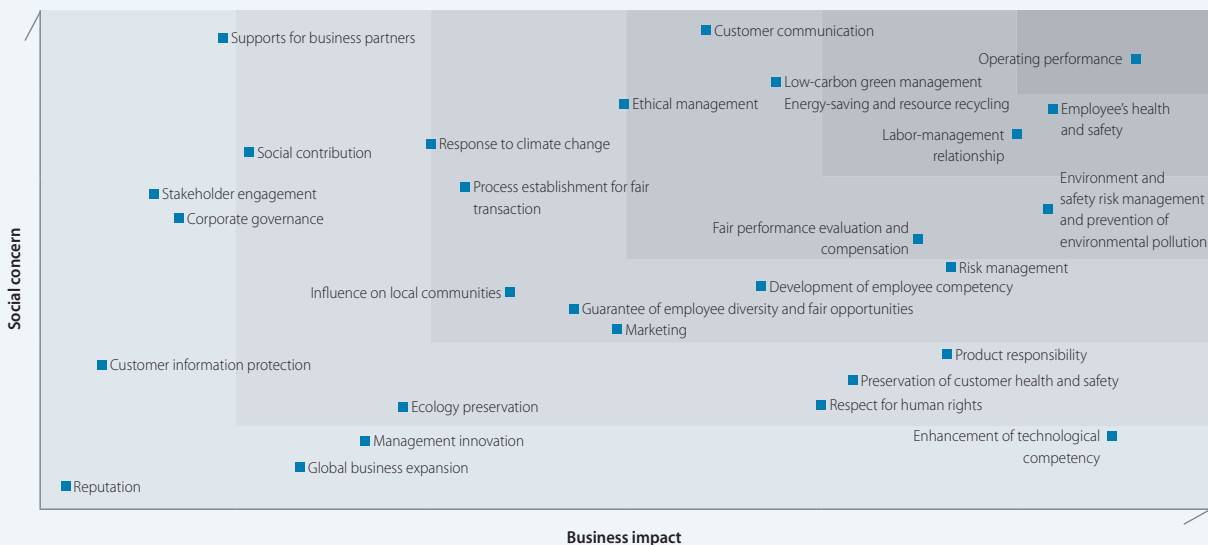 Supports for business partners
Customer communication
Operating performance
Low-carbon green management
Energy-saving and resource recycling
Ethical management
Employee’s health
and safety
Labor-management
relationship
Response to climate change
Social contribution
Stakeholder engagement
Corporate governance
Process establishment for fair
transaction
Environment and
safety risk management
and prevention of
environmental pollution
Fair performance evaluation and
compensation
Risk management
Development of employee competency
Influence on local communities
Guarantee of employee diversity and fair opportunities
Marketing
Product responsibility
Customer information protection
Preservation of customer health and safety
Respect for human rights
Ecology preservation
Enhancement of technological
competency
Management innovation
Global business expansion
Reputation
Social concern
Business impact